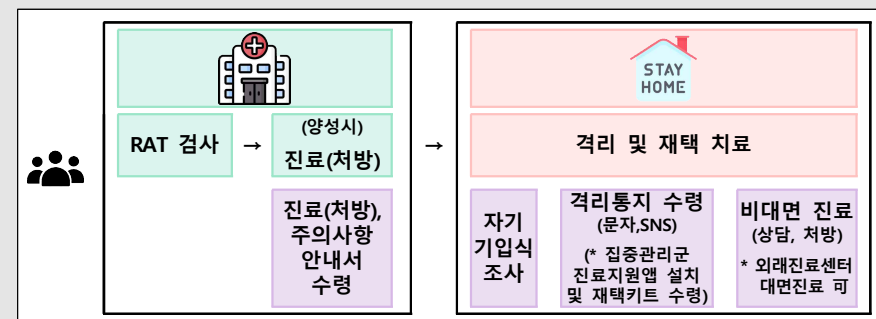 STAY
HOME
RAT 검사 → (양성시)
진료(처방)
→
격리 및 재택 치료
진료(처방),
주의사항
안내서
수령
자기
기입식
조사
격리통지 수령
(문자,SNS)
(* 집중관리군
진료지원앱 설치
및 재택키트 수령)
비대면 진료
(상담, 처방)
* 외래진료센터
대면진료 可